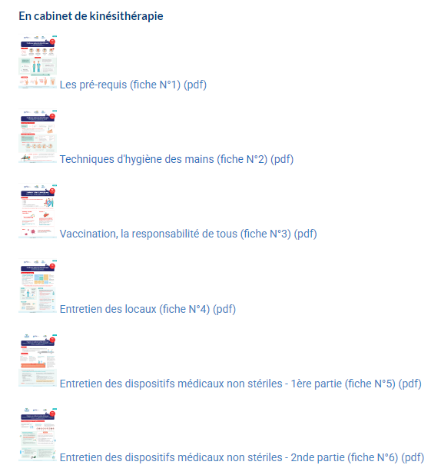 En cabinet de kinésithérapie
Les pré-requis (fiche N°1) (pdf)
Techniques d'hygiène des mains (fiche N°2) (pdf)
Vaccination, la responsabilité de tous (fiche N°3) (pdf)
Entretien des locaux (fiche N°4) (pdf)
Entretien des dispositifs médicaux non stériles - 1ère partie (fiche N°5) (pdf)
Entretien des dispositifs médicaux non stériles - 2nde partie (fiche N°6) (pdf)